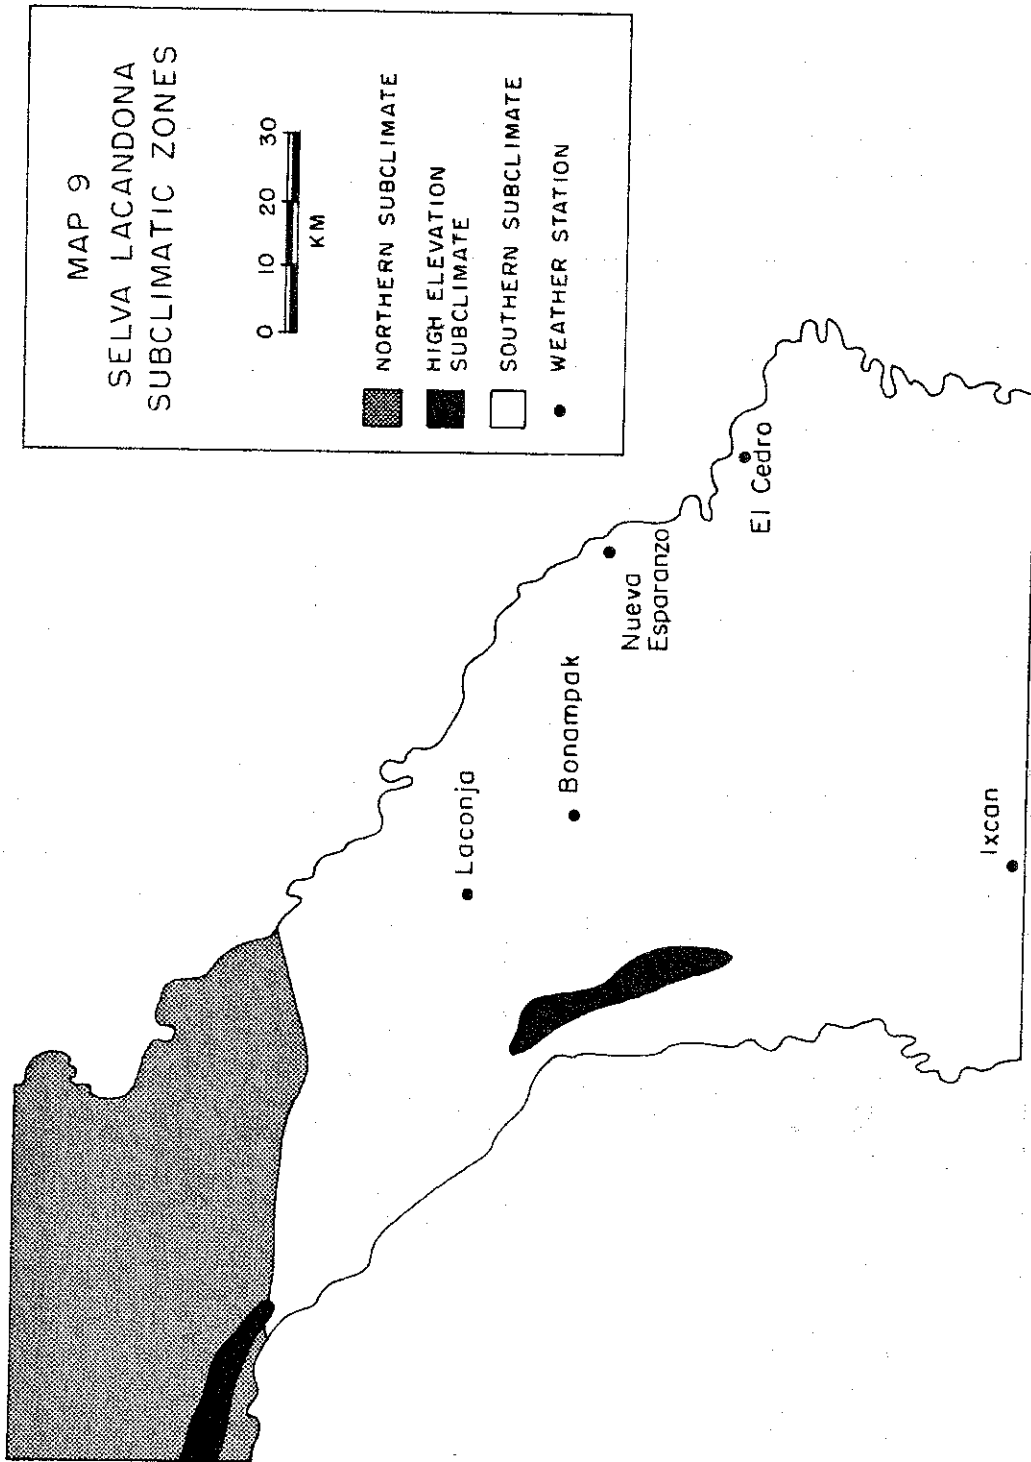 MAP 9
SELVA LACANDONA
SUBCLIMATIC ZONES
0 10 20 30
KM
NORTHERN SUBCLIMATE
HIGH ELEVATION
SUBCLIMATE
SOUTHERN SUBCLIMATE
WEATHER STATION
Laconja
Bonampak
Nueva
Esparanzo
El Cedro
Ixcan